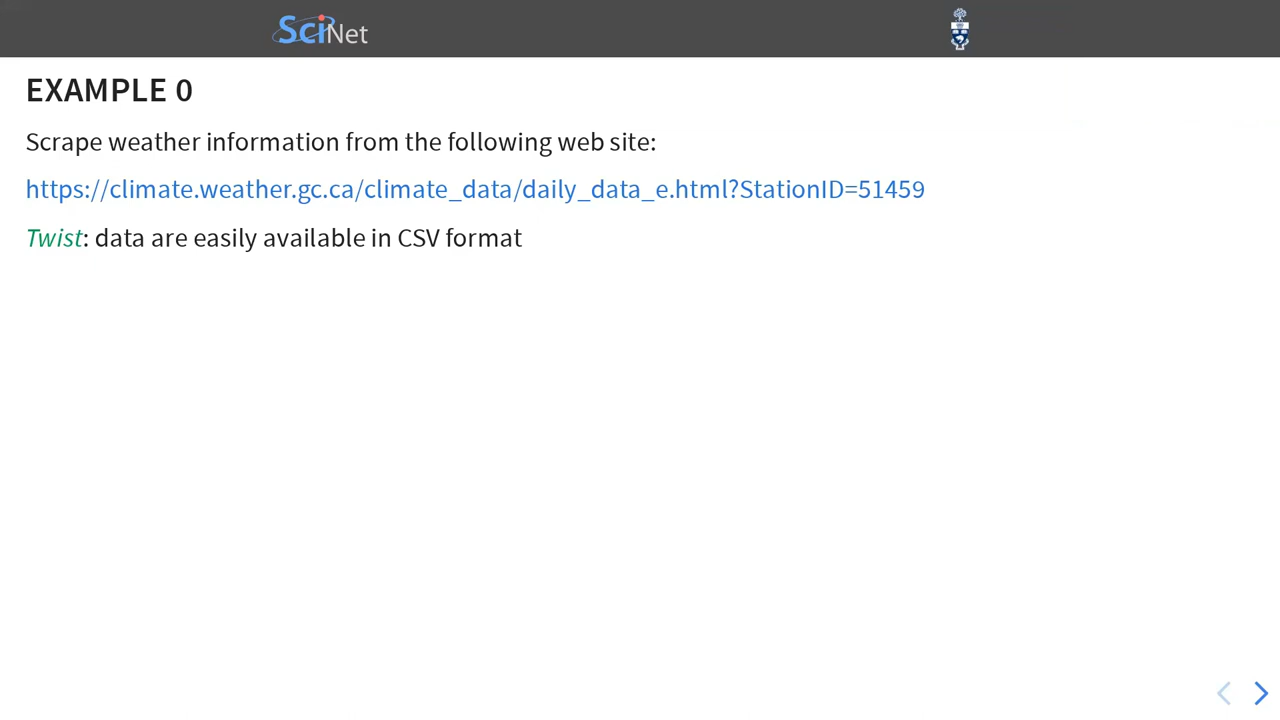 SciNet
EXAMPLE 0
Scrape weather information from the following web site:
https://climate.weather.gc.ca/climate_data/daily_data_e.html?StationID=51459
Twist: data are easily available in CSV format